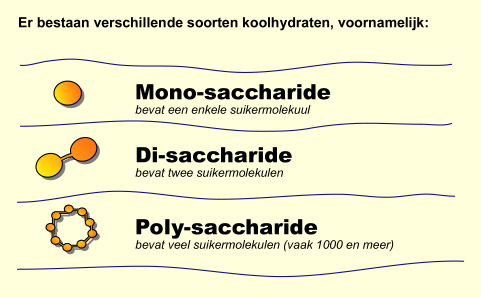 Er bestaan verschillende soorten koolhydraten, voornamelijk:
Mono-saccharide
bevat een enkele suikermolekuul
Di-saccharide
bevat twee suikermolekulen
Poly-saccharide
bevat veel suikermolekulen (vaak 1000 en meer)